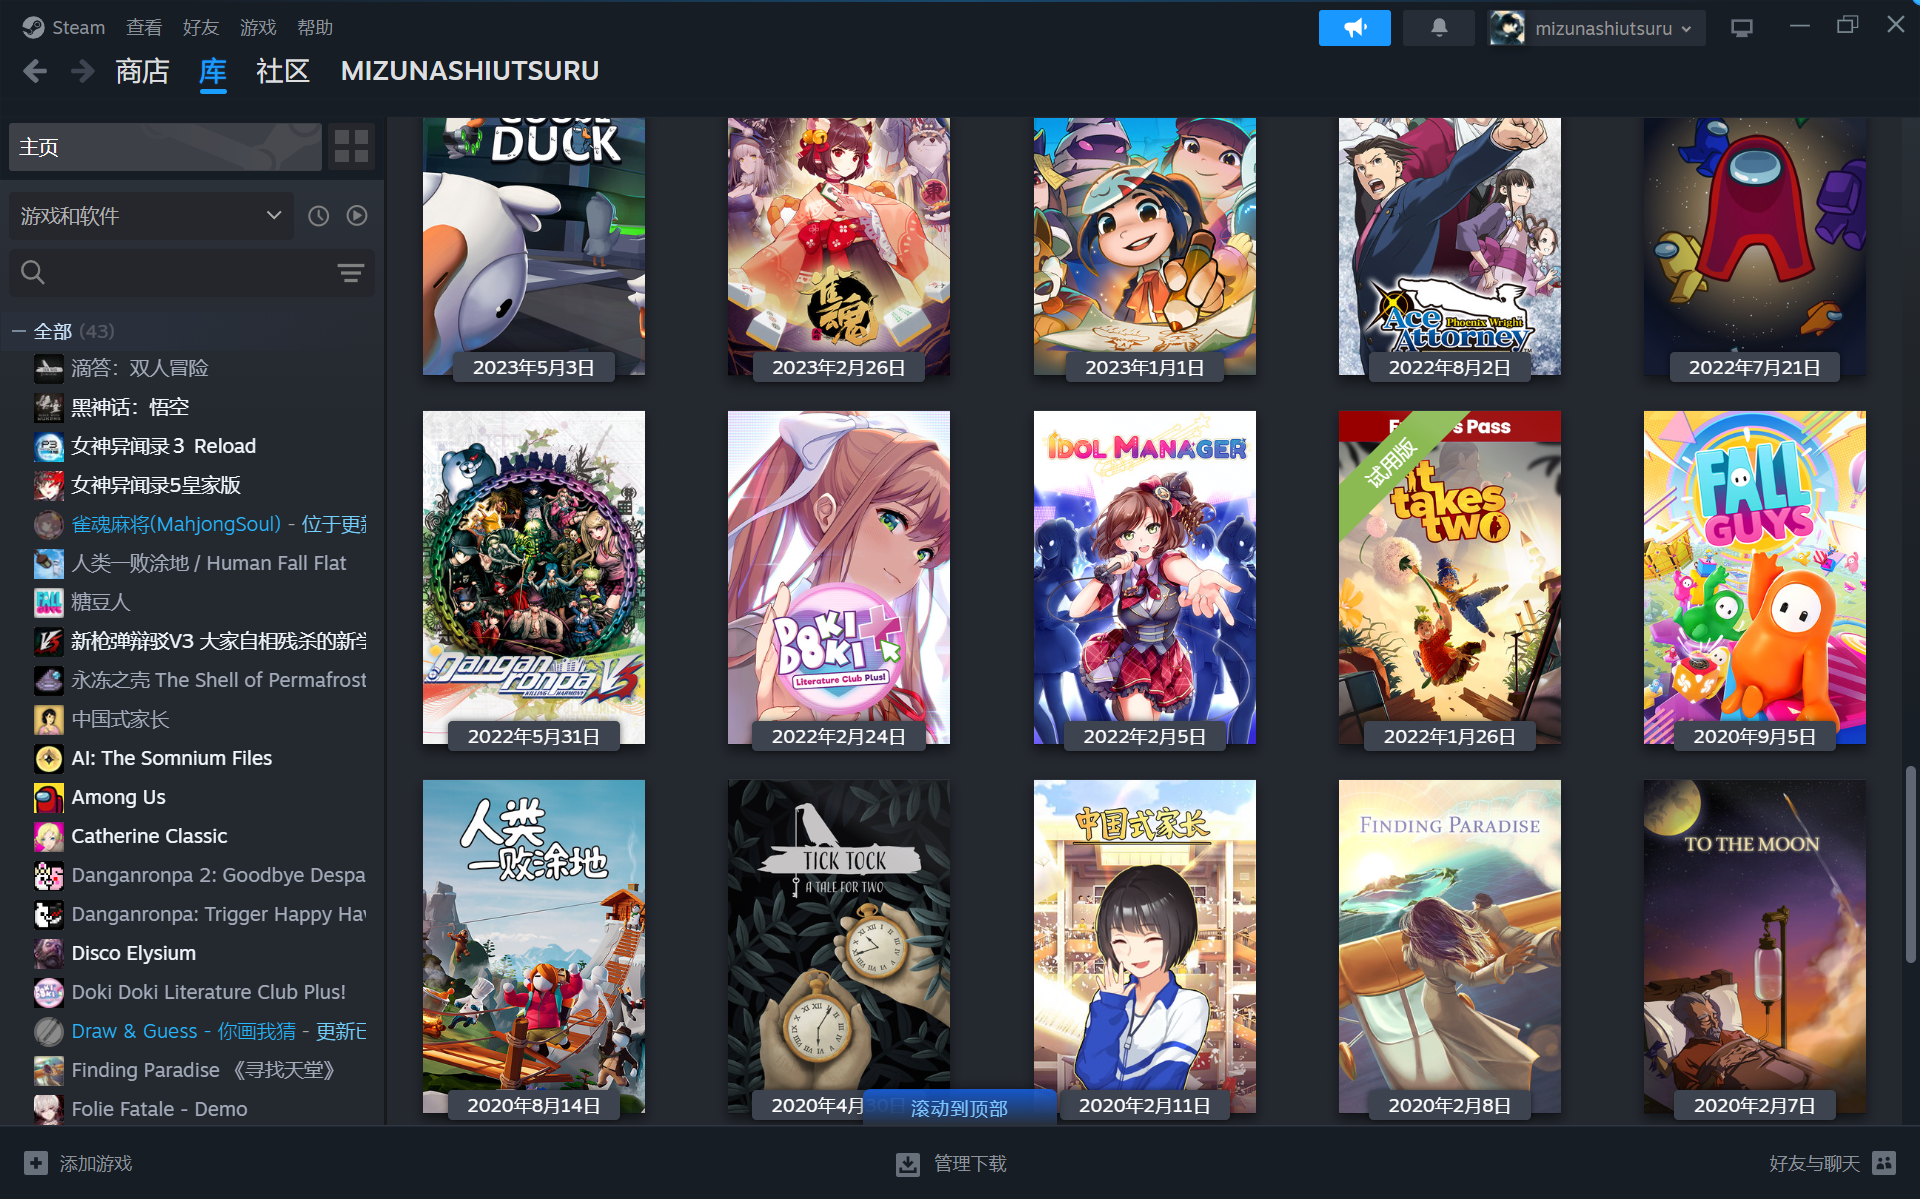 Steam 查看 好友 游戏 帮助
mizunashiutsuru
商店 库 社区 MIZUNASHIUTSURU
主页
游戏和软件
全部 (43)
滴答：双人冒险
黑神话：悟空
女神异闻录 3 Reload
女神异闻录5皇家版
雀魂麻将(MahjongSoul) - 位于更新
人类一败涂地 / Human Fall Flat
糖豆人
新枪弹辩驳V3 大家自相残杀的新学
永冻之壳 The Shell of Permafrost
中国式家长
AI: The Somnium Files
Among Us
Catherine Classic
Danganronpa 2: Goodbye Despa
Danganronpa: Trigger Happy Hav
Disco Elysium
Doki Doki Literature Club Plus!
Draw & Guess - 你画我猜 - 更新已
Finding Paradise 《寻找天堂》
Folie Fatale - Demo
GOOSE
DUCK
2023年5月3日
雀魂
2023年2月26日
2023年1月1日
Phoenix Wright
Ace
Attorney
2022年8月2日
2022年7月21日
Danganronpa V3
KILLING HARMONY
2022年5月31日
DOKI
DOKI
Literature Club Plus!
2022年2月24日
IDOL MANAGER
2022年2月5日
s Pass
试用版
it
takes
two
2022年1月26日
FALL
GUYS
2020年9月5日
人类
一败涂地
2020年8月14日
TICK TOCK
A TALE FOR TWO
2020年4月30日
中国式家长
2020年2月11日
FINDING PARADISE
2020年2月8日
TO THE MOON
2020年2月7日
滚动到顶部
添加游戏
管理下载
好友与聊天